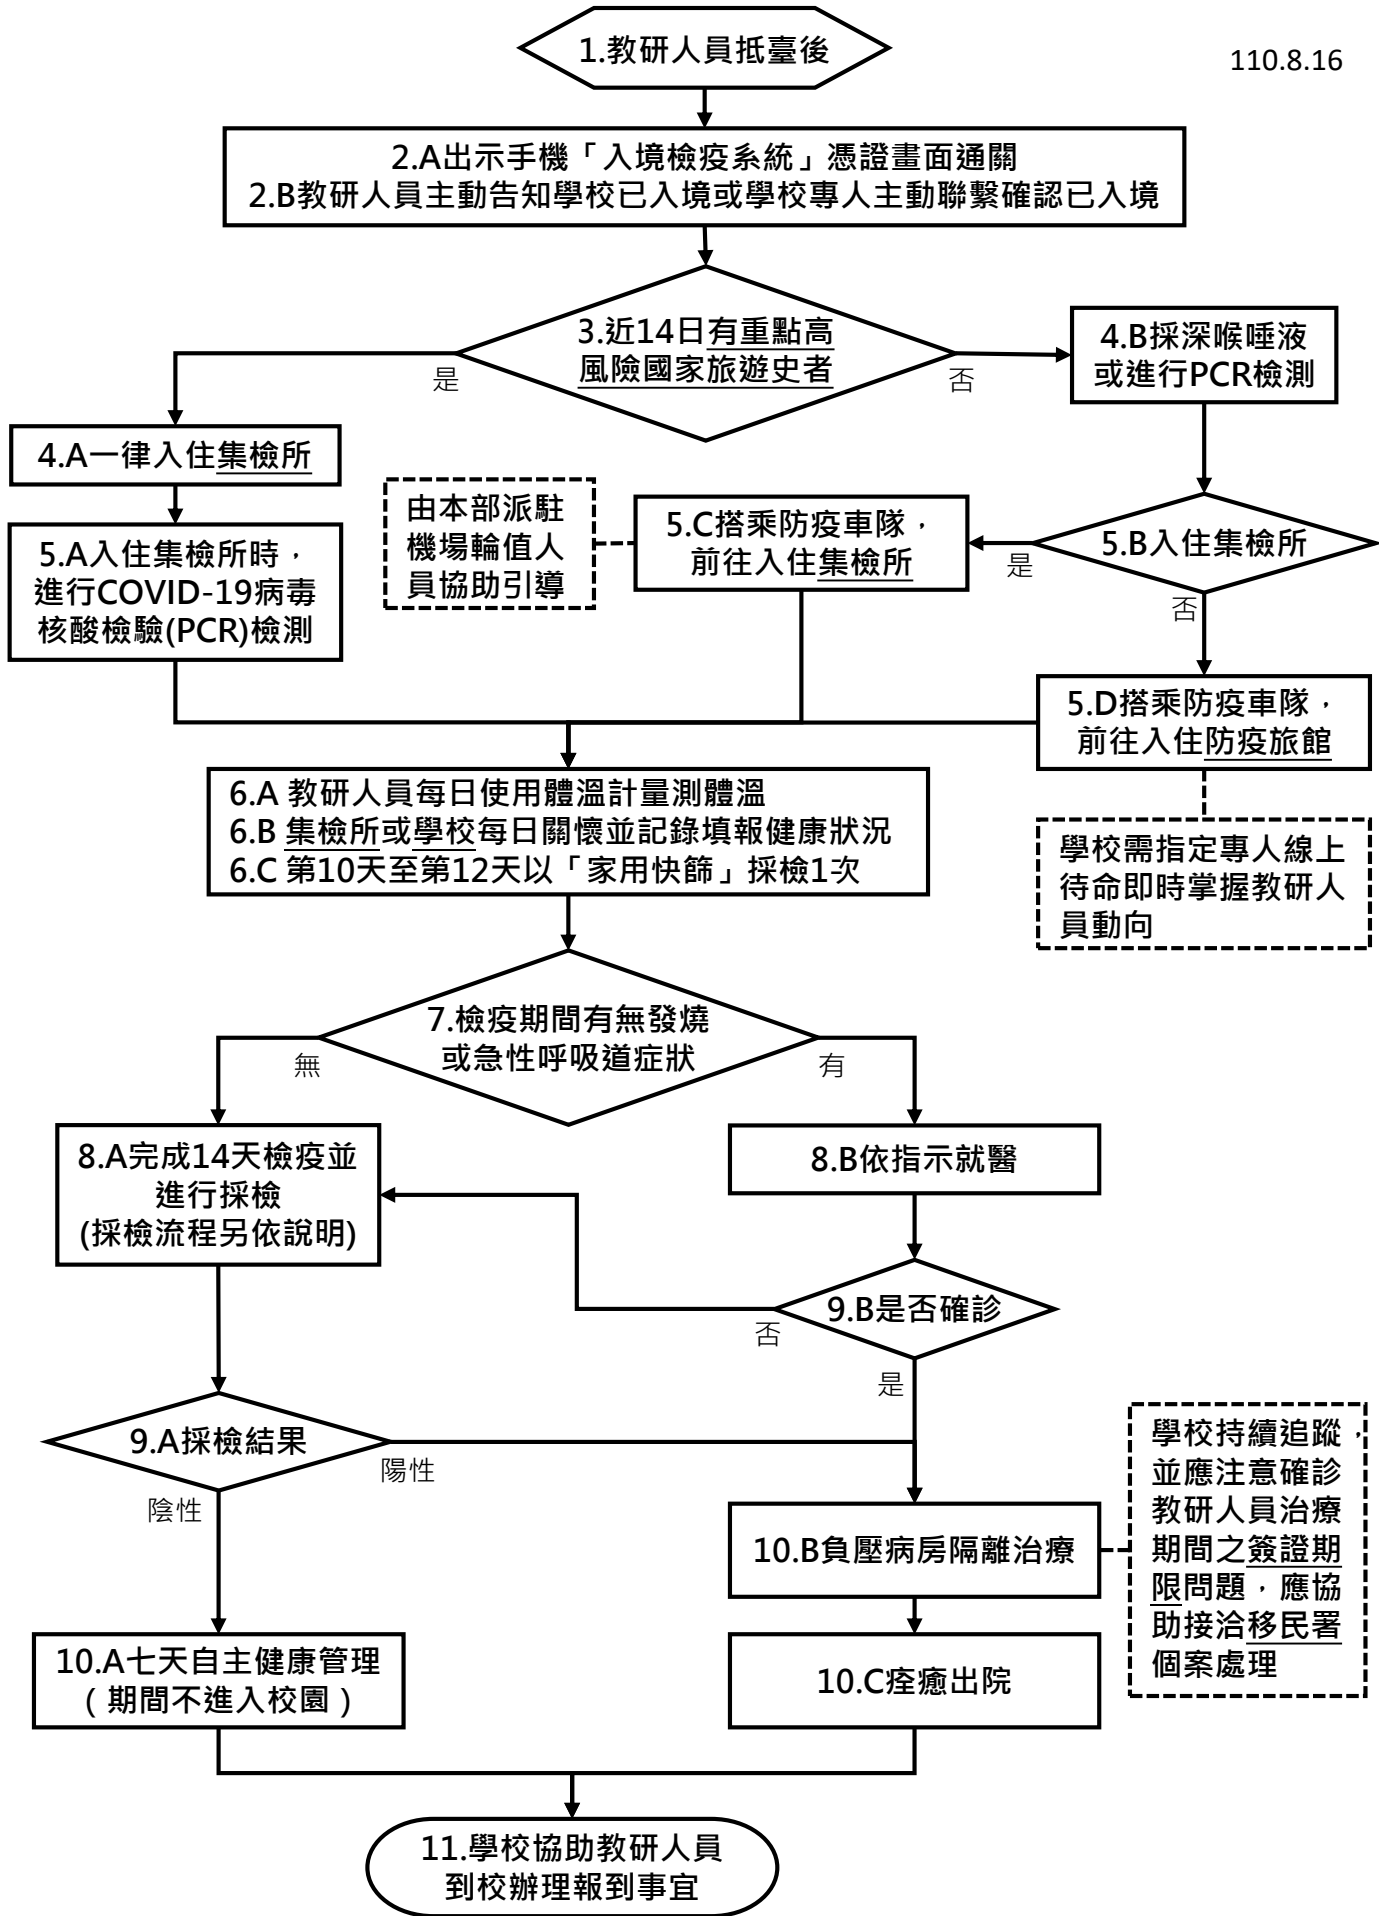 1.教研人員抵臺後
110.8.16
2.A出示手機「入境檢疫系統」憑證畫面通關
2.B教研人員主動告知學校已入境或學校專人主動聯繫確認已入境
3.近14日有重點高
風險國家旅遊史者
是
否
4.B採深喉唾液
或進行PCR檢測
4.A一律入住集檢所
由本部派駐
機場輪值人
員協助引導
5.C搭乘防疫車隊，
前往入住集檢所
是
5.B入住集檢所
否
5.A入住集檢所時，
進行COVID-19病毒
核酸檢驗(PCR)檢測
5.D搭乘防疫車隊，
前往入住防疫旅館
6.A 教研人員每日使用體溫計量測體溫
6.B 集檢所或學校每日關懷並記錄填報健康狀況
6.C 第10天至第12天以「家用快篩」採檢1次
學校需指定專人線上
待命即時掌握教研人
員動向
7.檢疫期間有無發燒
或急性呼吸道症狀
無
有
8.A完成14天檢疫並
進行採檢
(採檢流程另依說明)
8.B依指示就醫
9.B是否確診
否
是
9.A採檢結果
陽性
陰性
學校持續追蹤，
並應注意確診
教研人員治療
期間之簽證期
限問題，應協
助接洽移民署
個案處理
10.B負壓病房隔離治療
10.A七天自主健康管理
（期間不進入校園）
10.C痊癒出院
11.學校協助教研人員
到校辦理報到事宜